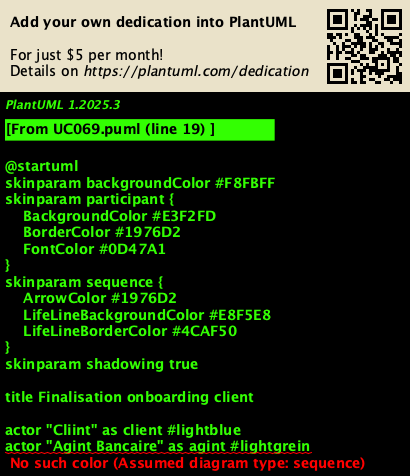 Add your own dedication into PlantUML
For just $5 per month!
Details on https://plantuml.com/dedication
PlantUML 1.2025.3
[From UC069.puml (line 19) ]
@startuml
skinparam backgroundColor #F8FBFF
skinparam participant {
BackgroundColor #E3F2FD
BorderColor #1976D2
FontColor #0D47A1
}
skinparam sequence {
ArrowColor #1976D2
LifeLineBackgroundColor #E8F5E8
LifeLineBorderColor #4CAF50
}
skinparam shadowing true
title Finalisation onboarding client
actor "Cliint" as client #lightblue
actor "Agint Bancaire" as agint #lightgrein
No such color (Assumed diagram type: sequence)